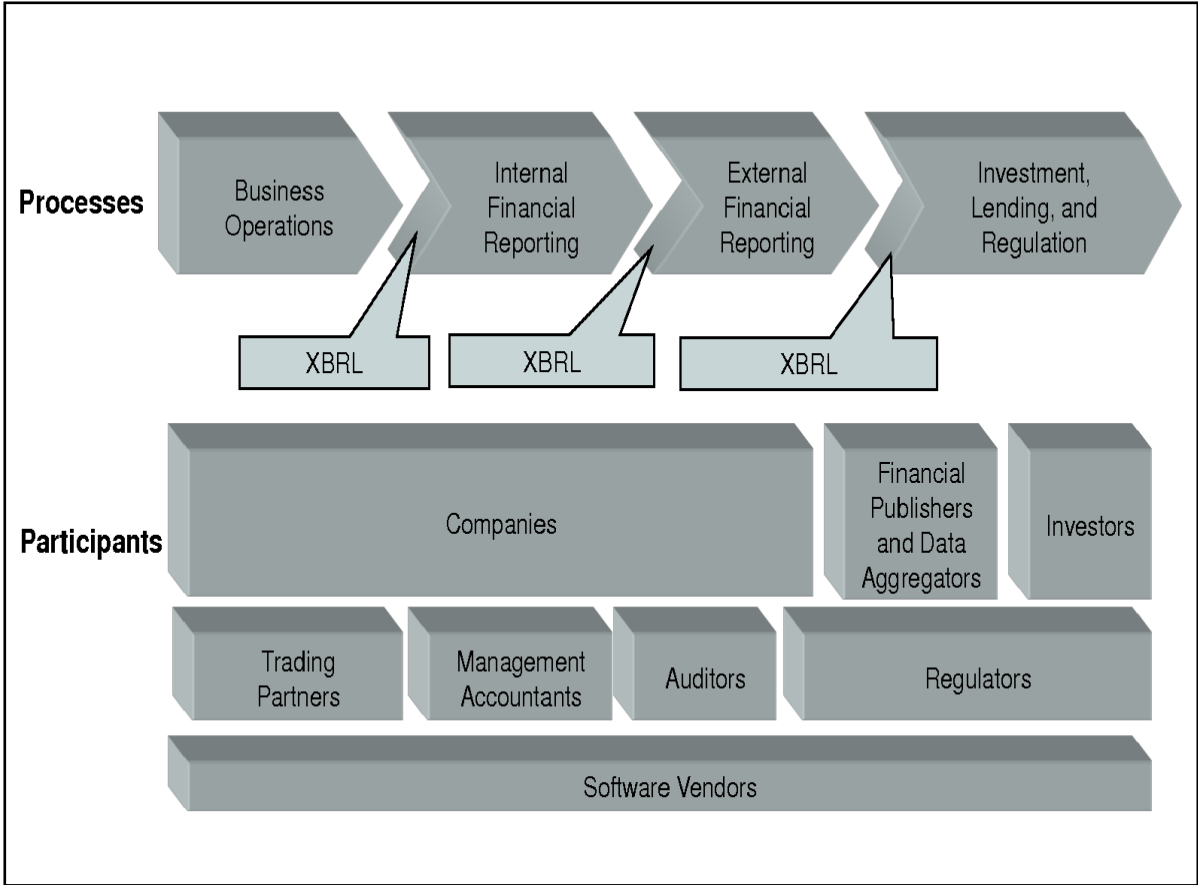 Processes
Business
Operations
Internal
Financial
Reporting
External
Financial
Reporting
Investment,
Lending, and
Regulation
XBRL
XBRL
XBRL
Participants
Companies
Financial
Publishers
and Data
Aggregators
Investors
Trading
Partners
Management
Accountants
Auditors
Regulators
Software Vendors